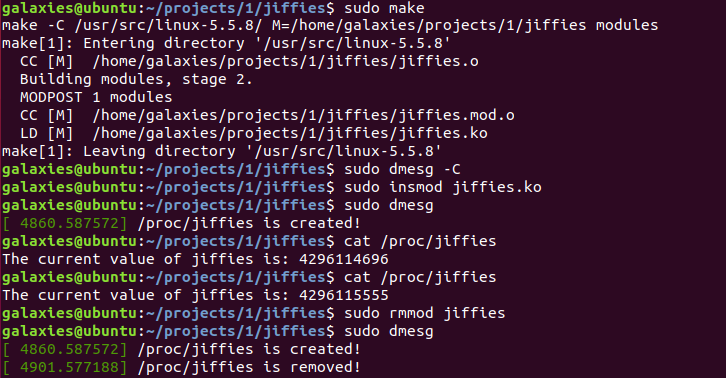 galaxies@ubuntu:~/projects/1/jiffies$ sudo make
make -C /usr/src/linux-5.5.8/ M=/home/galaxies/projects/1/jiffies modules
make[1]: Entering directory '/usr/src/linux-5.5.8'
  CC [M]  /home/galaxies/projects/1/jiffies/jiffies.o
  Building modules, stage 2.
  MODPOST 1 modules
  CC [M]  /home/galaxies/projects/1/jiffies/jiffies.mod.o
  LD [M]  /home/galaxies/projects/1/jiffies/jiffies.ko
make[1]: Leaving directory '/usr/src/linux-5.5.8'
galaxies@ubuntu:~/projects/1/jiffies$ sudo dmesg -C
galaxies@ubuntu:~/projects/1/jiffies$ sudo insmod jiffies.ko
galaxies@ubuntu:~/projects/1/jiffies$ sudo dmesg
[ 4860.587572] /proc/jiffies is created!
galaxies@ubuntu:~/projects/1/jiffies$ cat /proc/jiffies
The current value of jiffies is: 4296114696
galaxies@ubuntu:~/projects/1/jiffies$ cat /proc/jiffies
The current value of jiffies is: 4296115555
galaxies@ubuntu:~/projects/1/jiffies$ sudo rmmod jiffies
galaxies@ubuntu:~/projects/1/jiffies$ sudo dmesg
[ 4860.587572] /proc/jiffies is created!
[ 4901.577188] /proc/jiffies is removed!